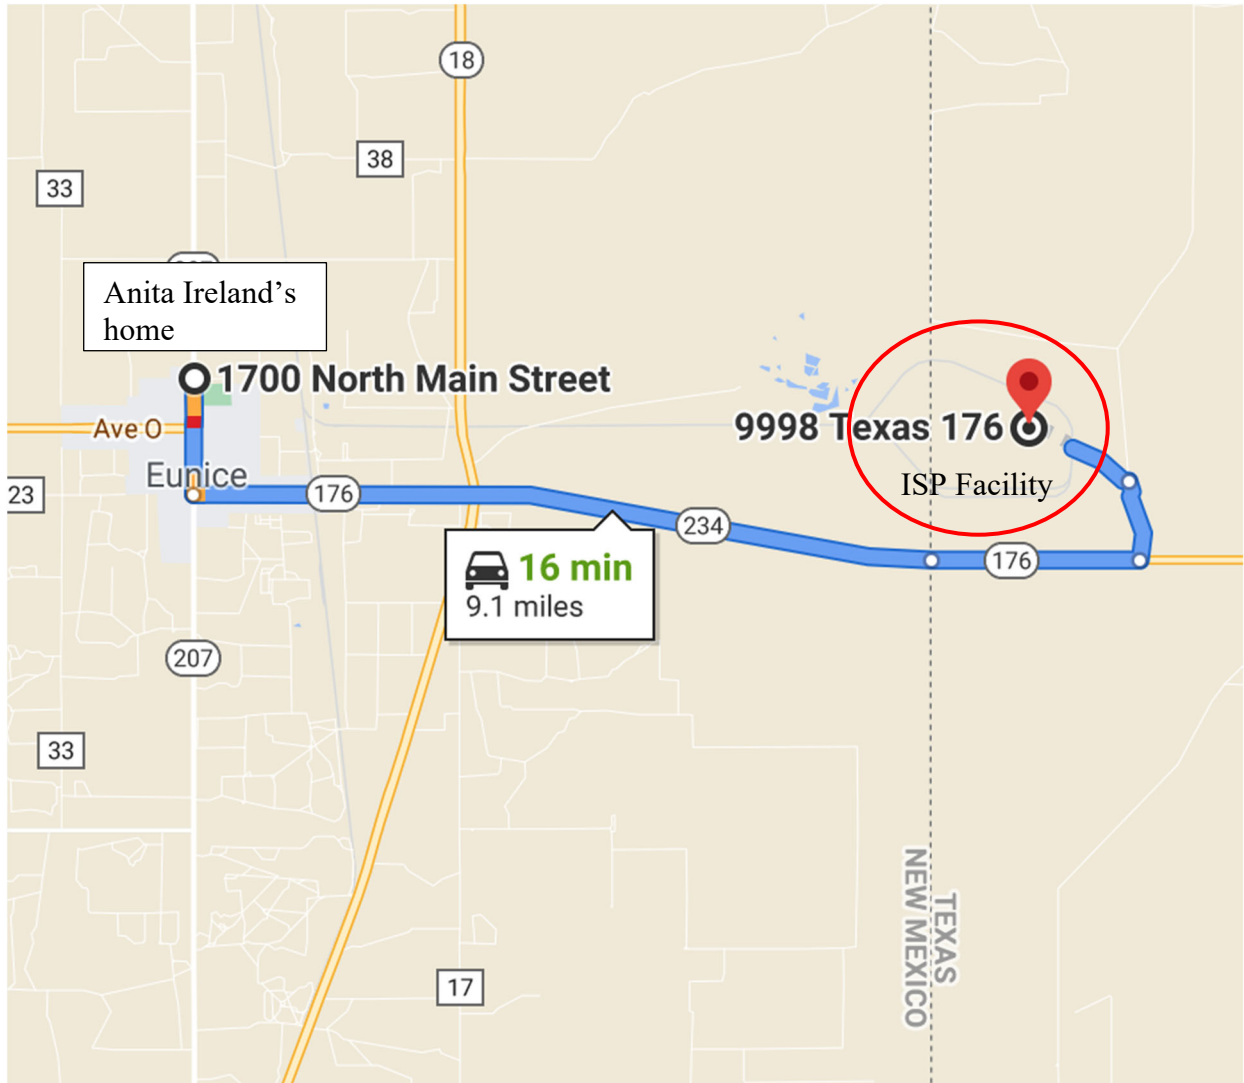 18
38
33
Anita Ireland's
home
1700 North Main Street
Ave O
9998 Texas 176
Eunice
ISP Facility
23
176
234
16 min
176
9.1 miles
207
33
TEXAS
NEW MEXICO
17